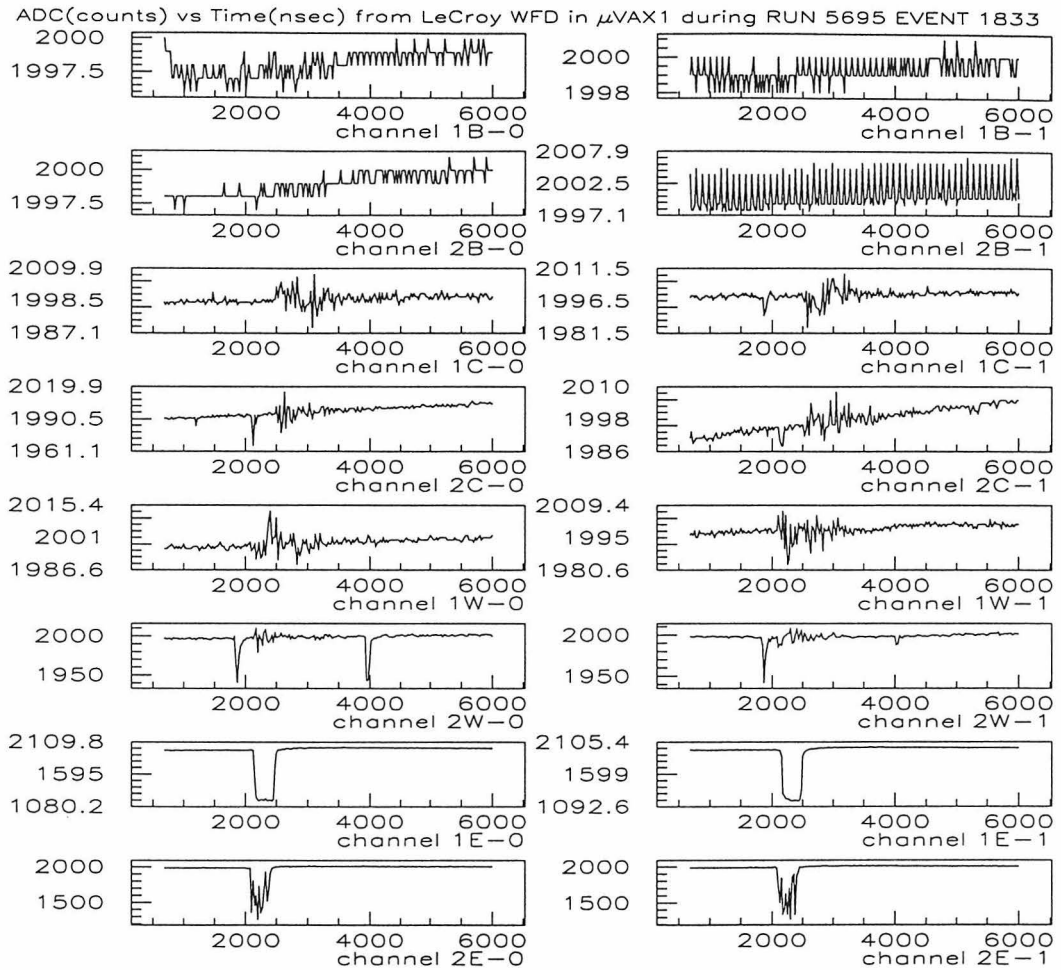 ADC(counts) vs Time(nsec) from LeCroy WFD in μVAX1 during RUN 5695 EVENT 1833
2000
1997.5
2000 4000 6000
channel 1B-0
2000
1998
2000 4000 6000
channel 1B-1
2000
1997.5
2000 4000 6000
channel 2B-0
2007.9
2002.5
1997.1
2000 4000 6000
channel 2B-1
2009.9
1998.5
1987.1
2000 4000 6000
channel 1C-0
2011.5
1996.5
1981.5
2000 4000 6000
channel 1C-1
2019.9
1990.5
1961.1
2000 4000 6000
channel 2C-0
2010
1998
1986
2000 4000 6000
channel 2C-1
2015.4
2001
1986.6
2000 4000 6000
channel 1W-0
2009.4
1995
1980.6
2000 4000 6000
channel 1W-1
2000
1950
2000 4000 6000
channel 2W-0
2000
1950
2000 4000 6000
channel 2W-1
2109.8
1595
1080.2
2000 4000 6000
channel 1E-0
2105.4
1599
1092.6
2000 4000 6000
channel 1E-1
2000
1500
2000 4000 6000
channel 2E-0
2000
1500
2000 4000 6000
channel 2E-1